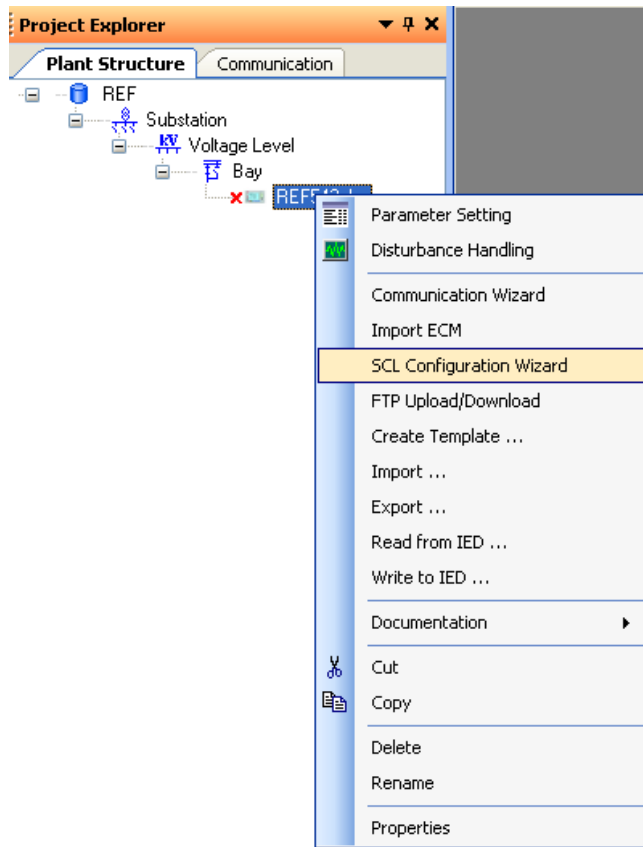 Project Explorer
Plant Structure
Communication
REF
Substation
kV
Voltage Level
Bay
Parameter Setting
Disturbance Handling
Communication Wizard
Import ECM
SCL Configuration Wizard
FTP Upload/Download
Create Template ...
Import ...
Export ...
Read from IED ...
Write to IED ...
Documentation
Cut
Copy
Delete
Rename
Properties